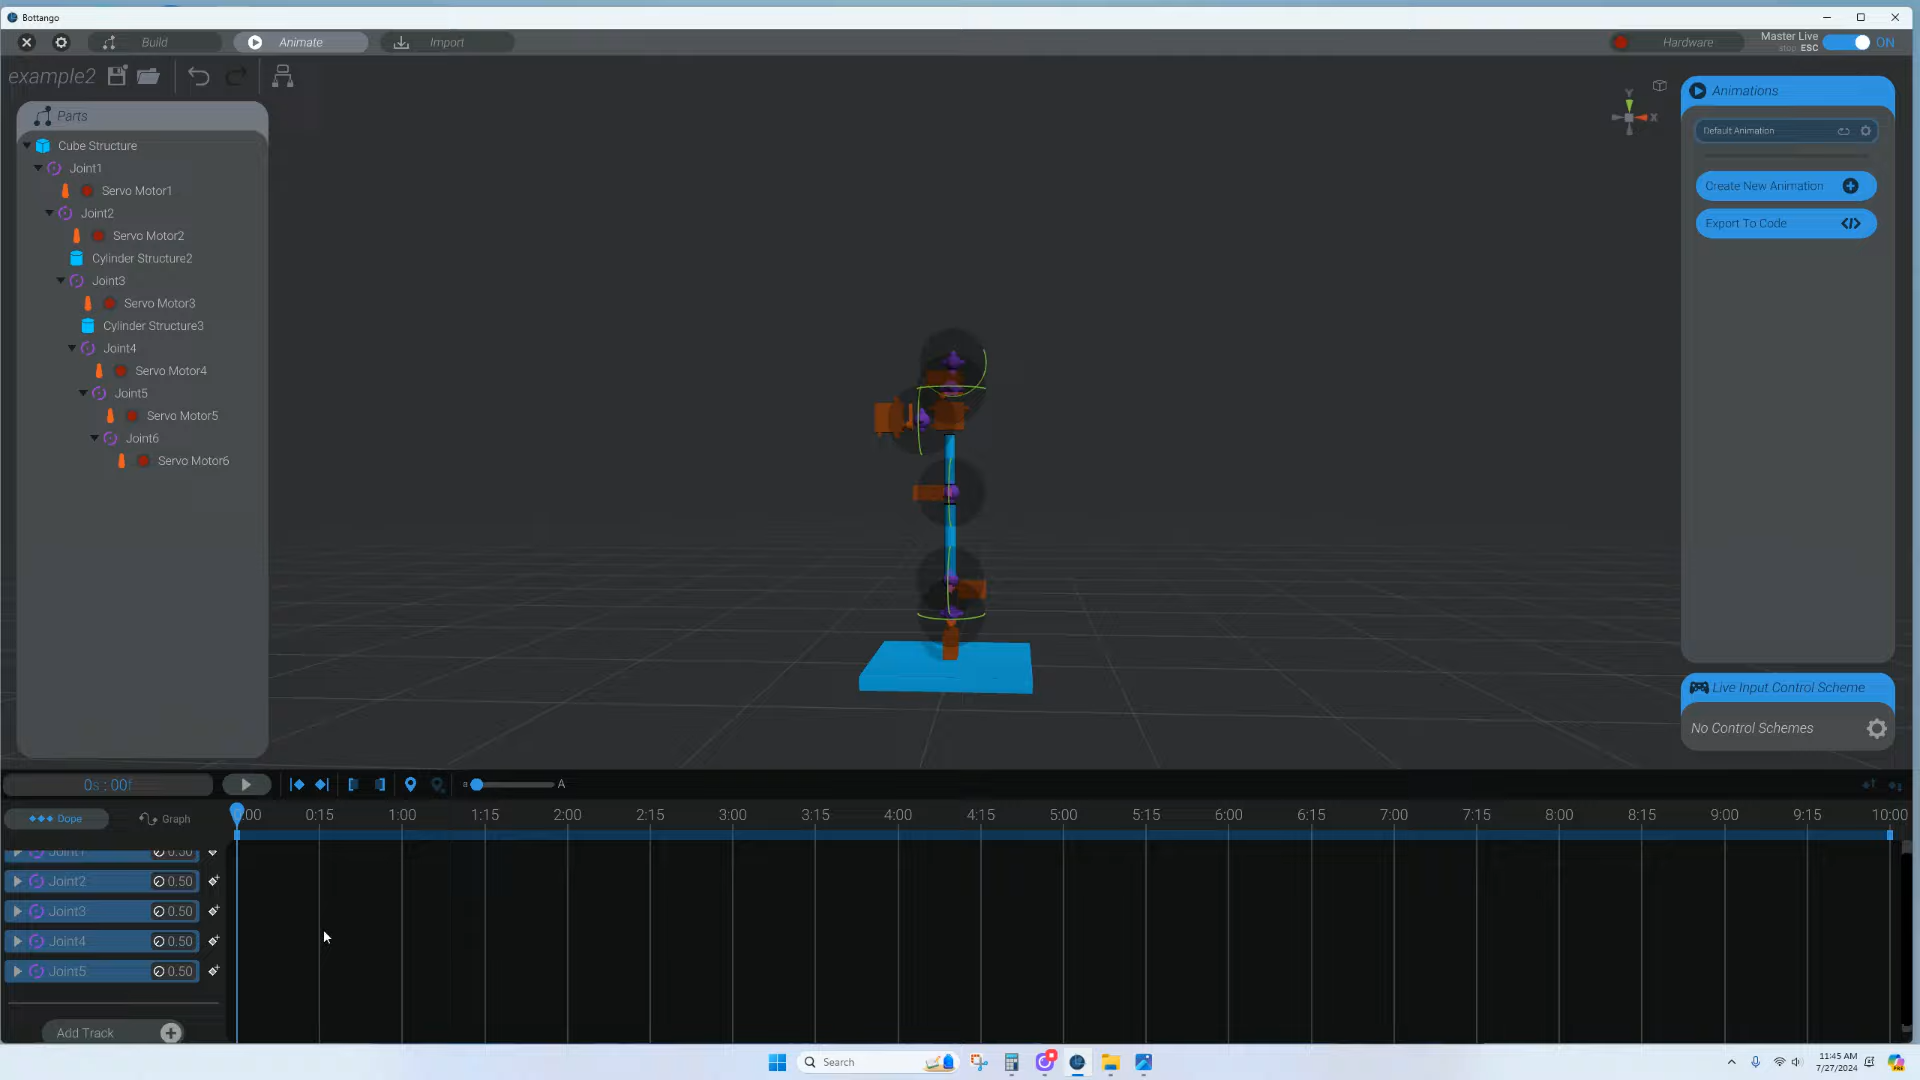 Bottango
Build
Animate
Import
Hardware
Master Live
stop ESC
ON
example2
Parts
Cube Structure
Joint1
Servo Motor1
Joint2
Servo Motor2
Cylinder Structure2
Joint3
Servo Motor3
Cylinder Structure3
Joint4
Servo Motor4
Joint5
Servo Motor5
Joint6
Servo Motor6
Y
X
Animations
Default Animation
Create New Animation
Export To Code
Live Input Control Scheme
No Control Schemes
0s : 00f
a A
Dope
Graph
0:00 0:15 1:00 1:15 2:00 2:15 3:00 3:15 4:00 4:15 5:00 5:15 6:00 6:15 7:00 7:15 8:00 8:15 9:00 9:15 10:00
Joint1 0.50
Joint2 0.50
Joint3 0.50
Joint4 0.50
Joint5 0.50
Add Track
Search
11:45 AM
7/27/2024